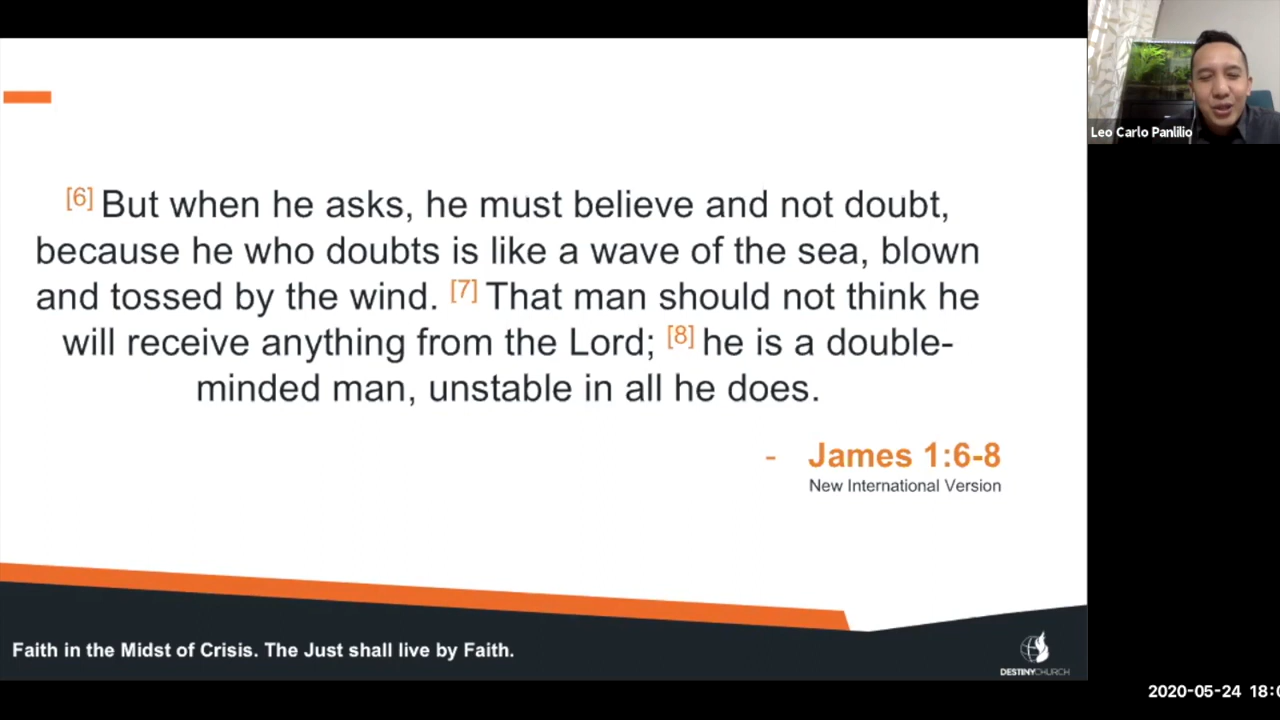 Leo Carlo Panlilio
[6] But when he asks, he must believe and not doubt,
because he who doubts is like a wave of the sea, blown
and tossed by the wind. [7] That man should not think he
will receive anything from the Lord; [8] he is a double-
minded man, unstable in all he does.
- James 1:6-8
New International Version
Faith in the Midst of Crisis. The Just shall live by Faith.
DESTINYCHURCH
2020-05-24 18:0